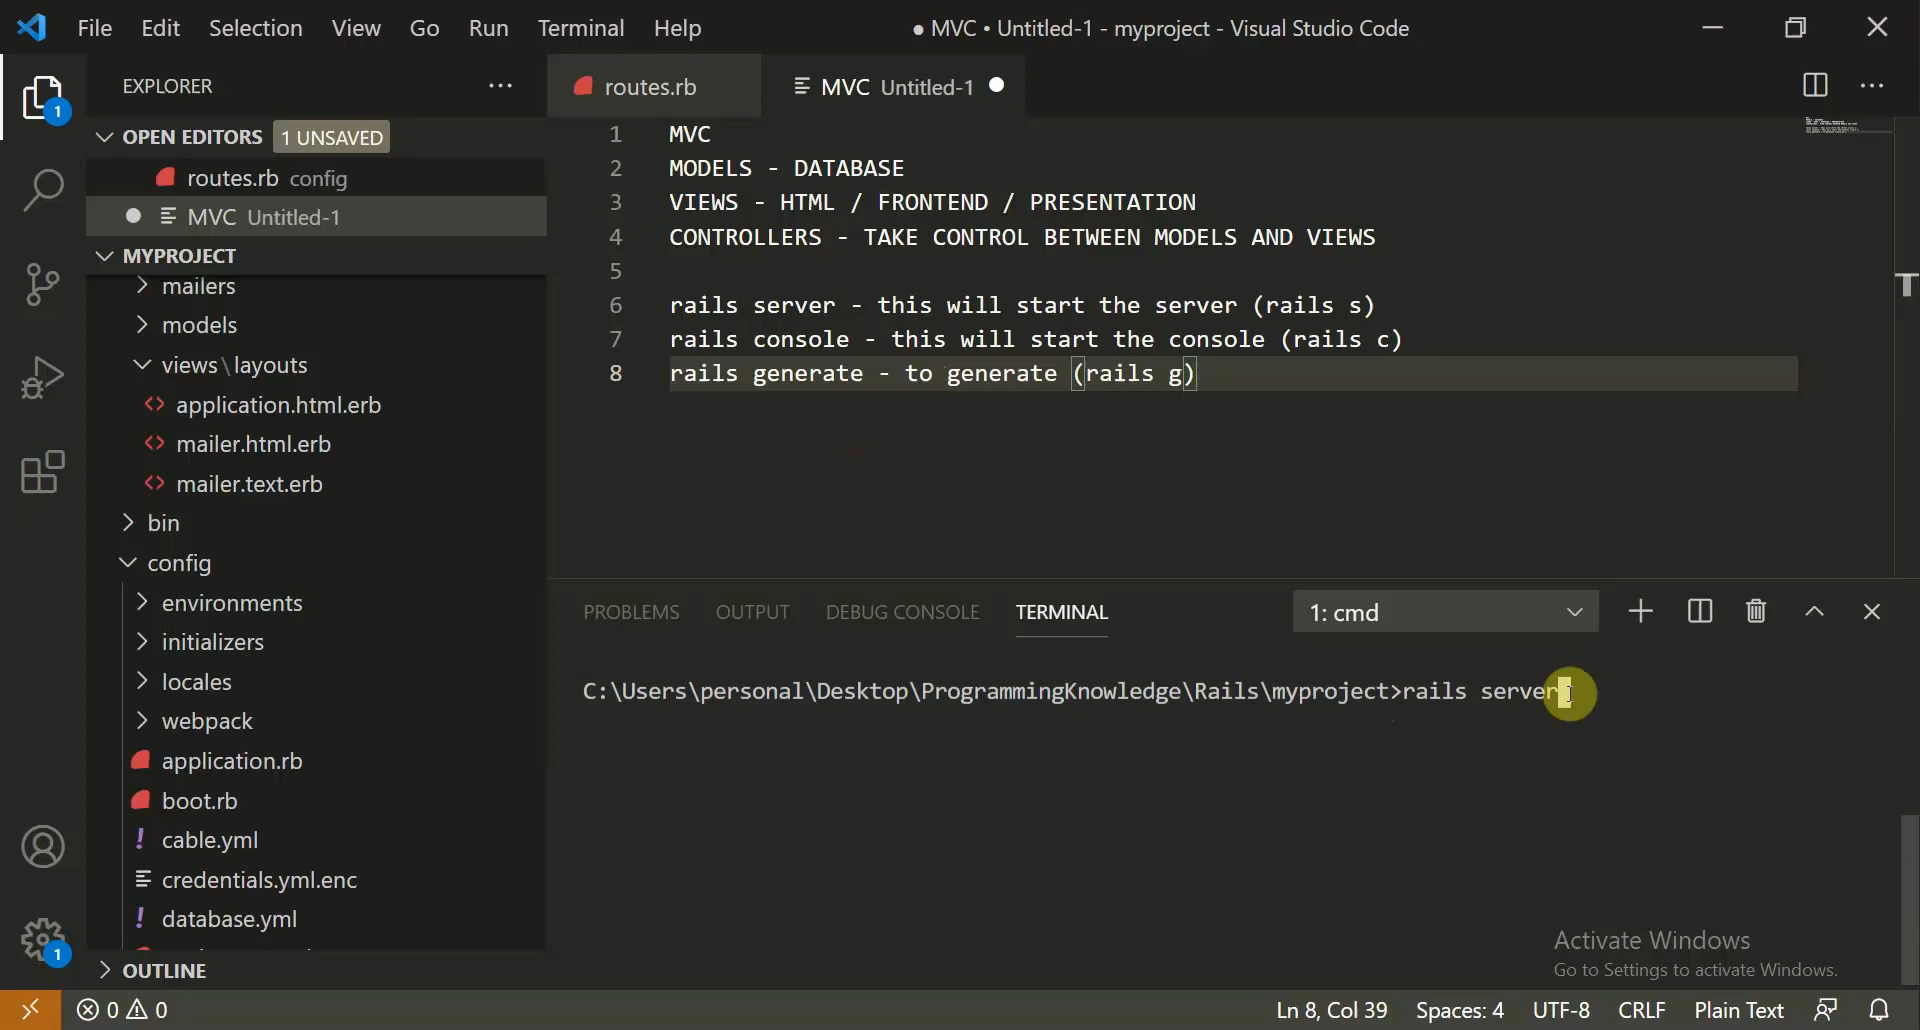 File Edit Selection View Go Run Terminal Help
● MVC • Untitled-1 - myproject - Visual Studio Code
EXPLORER
routes.rb
MVC Untitled-1
OPEN EDITORS 1 UNSAVED
routes.rb config
MVC Untitled-1
MYPROJECT
mailers
models
views\layouts
application.html.erb
mailer.html.erb
mailer.text.erb
bin
config
environments
initializers
locales
webpack
application.rb
boot.rb
cable.yml
credentials.yml.enc
database.yml
OUTLINE
1 MVC
2 MODELS - DATABASE
3 VIEWS - HTML / FRONTEND / PRESENTATION
4 CONTROLLERS - TAKE CONTROL BETWEEN MODELS AND VIEWS
5
6 rails server - this will start the server (rails s)
7 rails console - this will start the console (rails c)
8 rails generate - to generate (rails g)
PROBLEMS OUTPUT DEBUG CONSOLE TERMINAL
1: cmd
C:\Users\personal\Desktop\ProgrammingKnowledge\Rails\myproject>rails server
Activate Windows
Go to Settings to activate Windows.
1
1
0 0
Ln 8, Col 39 Spaces: 4 UTF-8 CRLF Plain Text